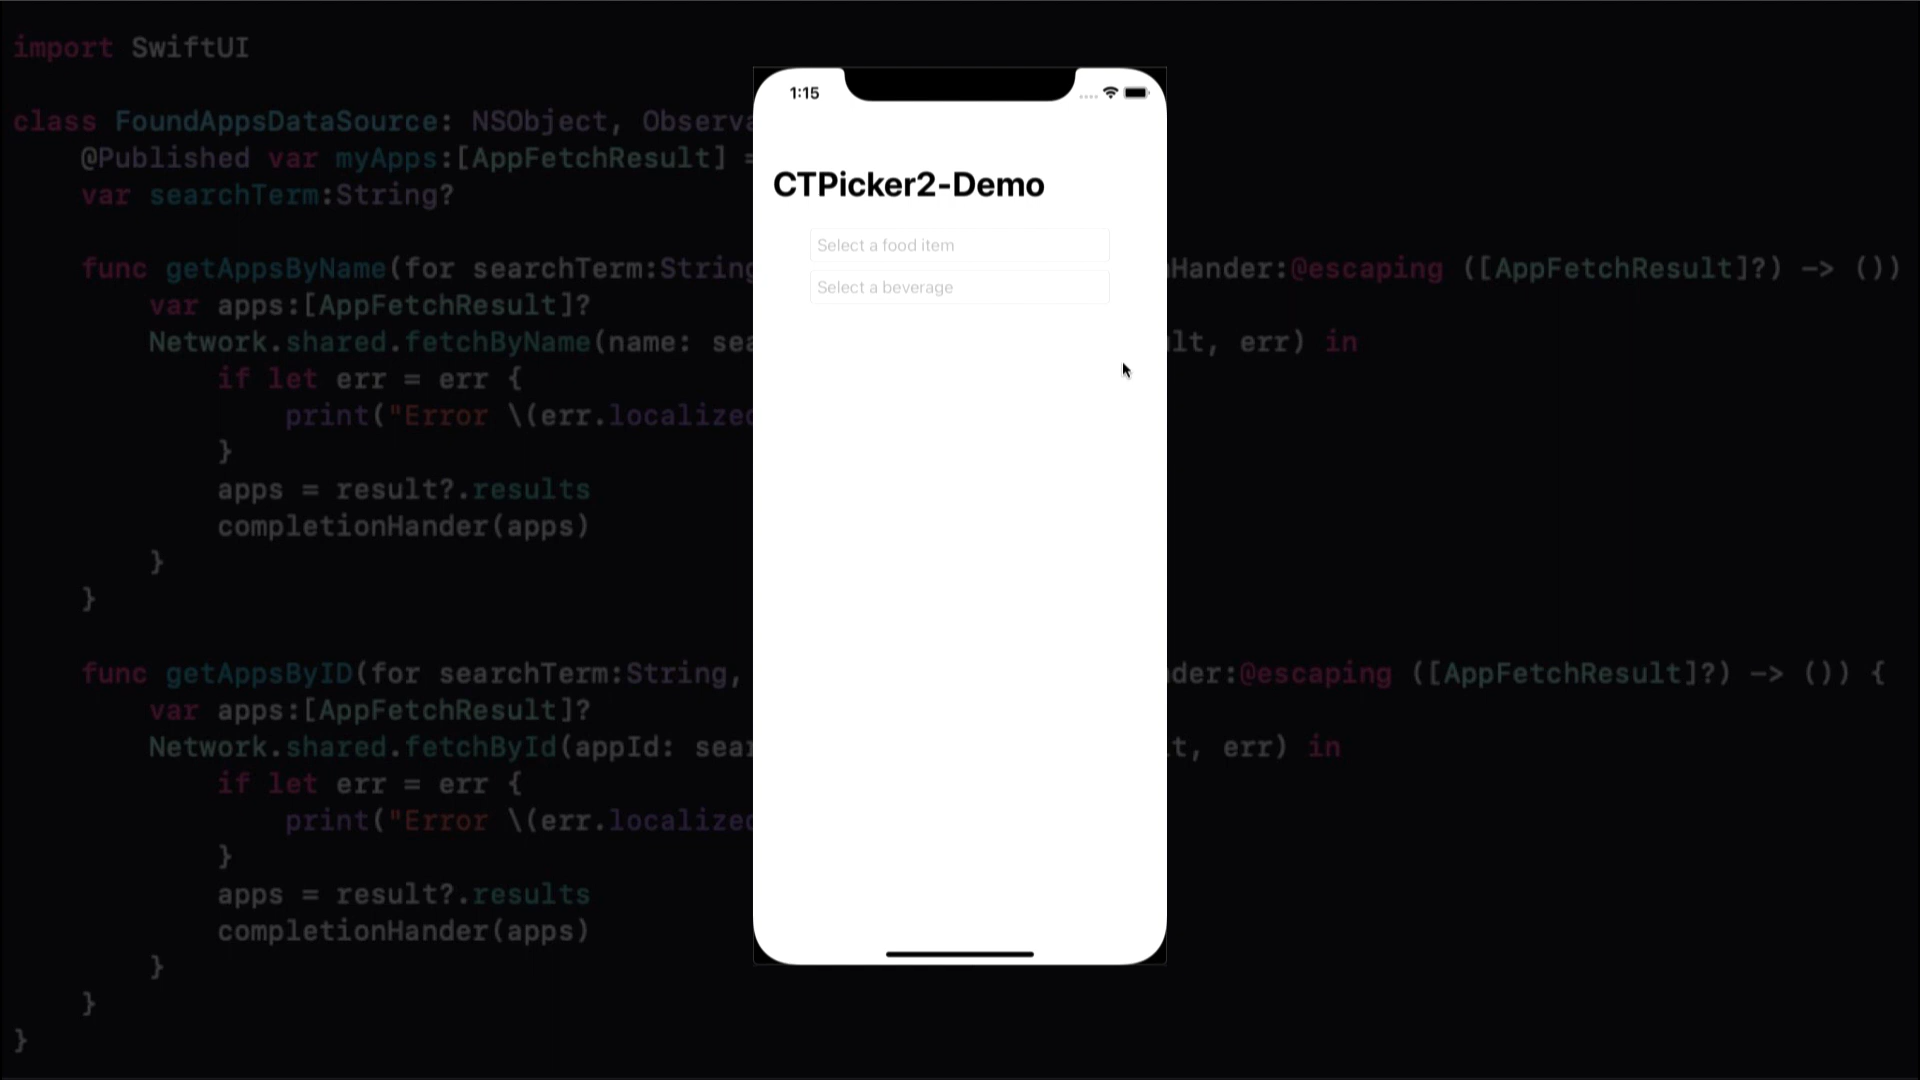 import SwiftUI
class FoundAppsDataSource: NSObject, Observa
@Published var myApps:[AppFetchResult] =
var searchTerm:String?
func getAppsByName(for searchTerm:String
Hander:@escaping ([AppFetchResult]?) -> ())
var apps:[AppFetchResult]?
Network.shared.fetchByName(name: sea
lt, err) in
if let err = err {
print("Error \(err.localized
}
apps = result?.results
completionHander(apps)
}
}
func getAppsByID(for searchTerm:String,
der:@escaping ([AppFetchResult]?) -> ()) {
var apps:[AppFetchResult]?
Network.shared.fetchById(appId: sear
t, err) in
if let err = err {
print("Error \(err.localized
}
apps = result?.results
completionHander(apps)
}
}
}
1:15
CTPicker2-Demo
Select a food item
Select a beverage